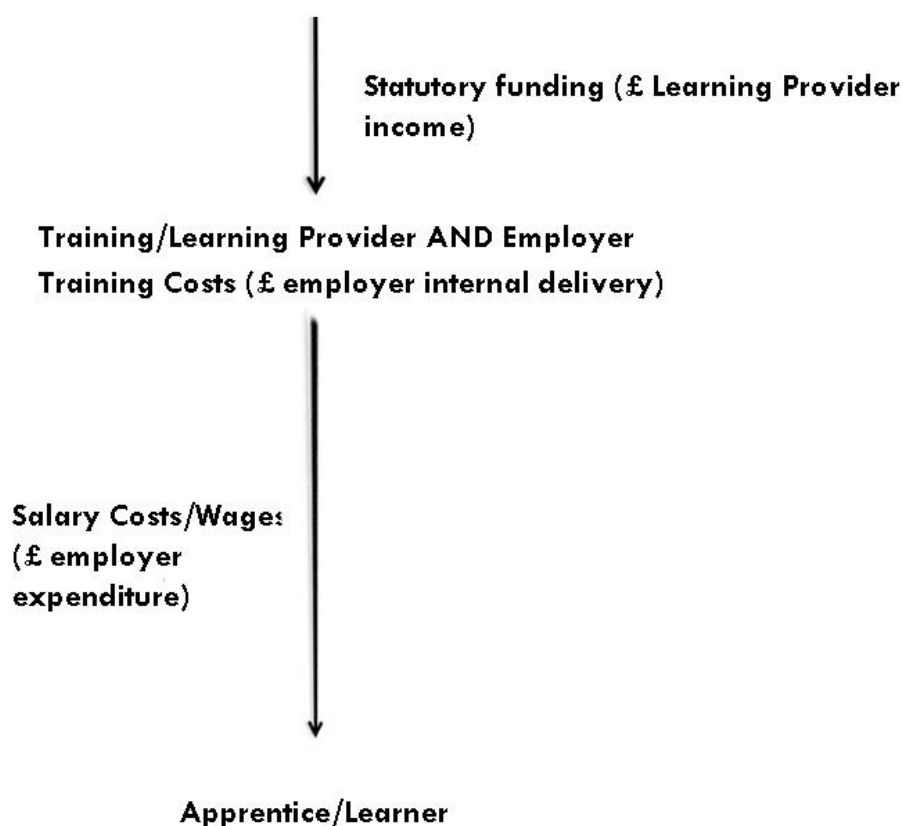 Statutory funding (£ Learning Provider
income)
Training/Learning Provider AND Employer
Training Costs (£ employer internal delivery)
Salary Costs/Wages
(£ employer
expenditure)
Apprentice/Learner